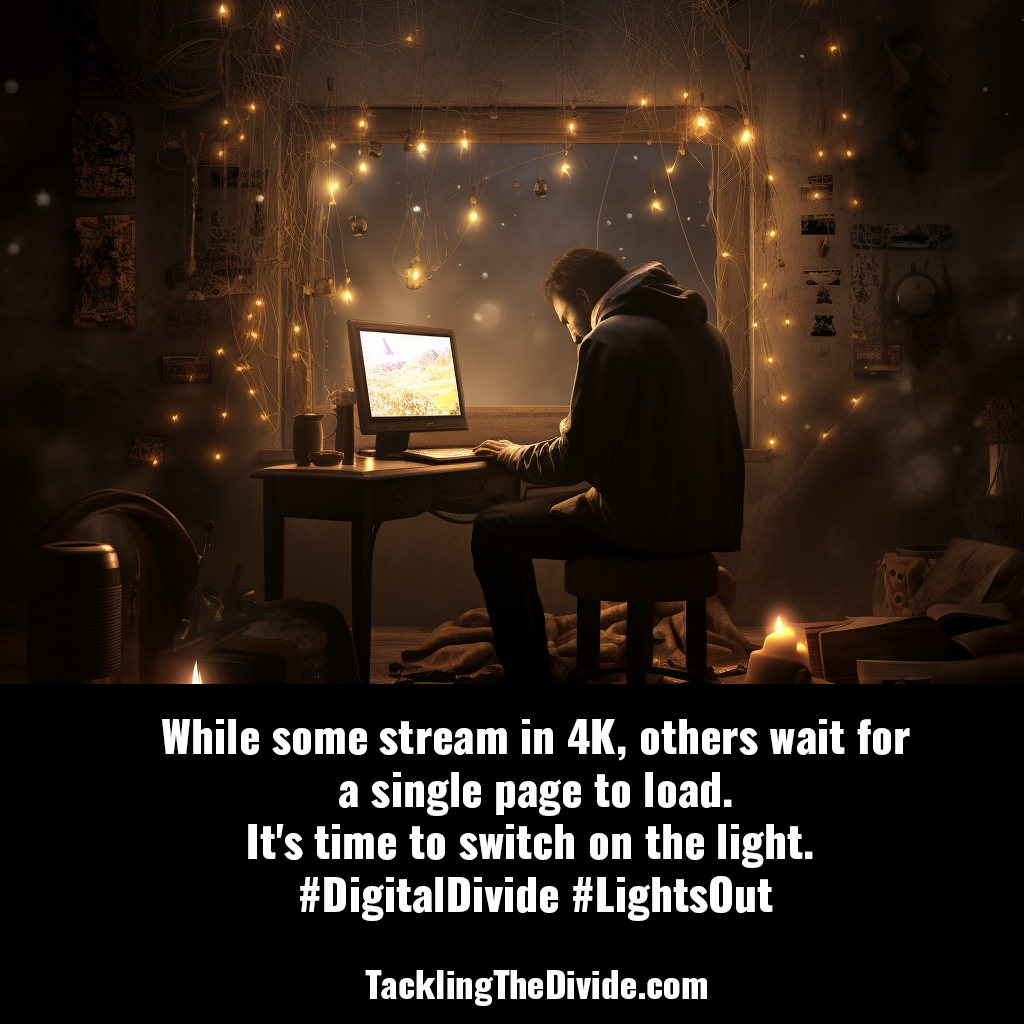 While some stream in 4K, others wait for
a single page to load.
It's time to switch on the light.
#DigitalDivide #LightsOut
TacklingTheDivide.com